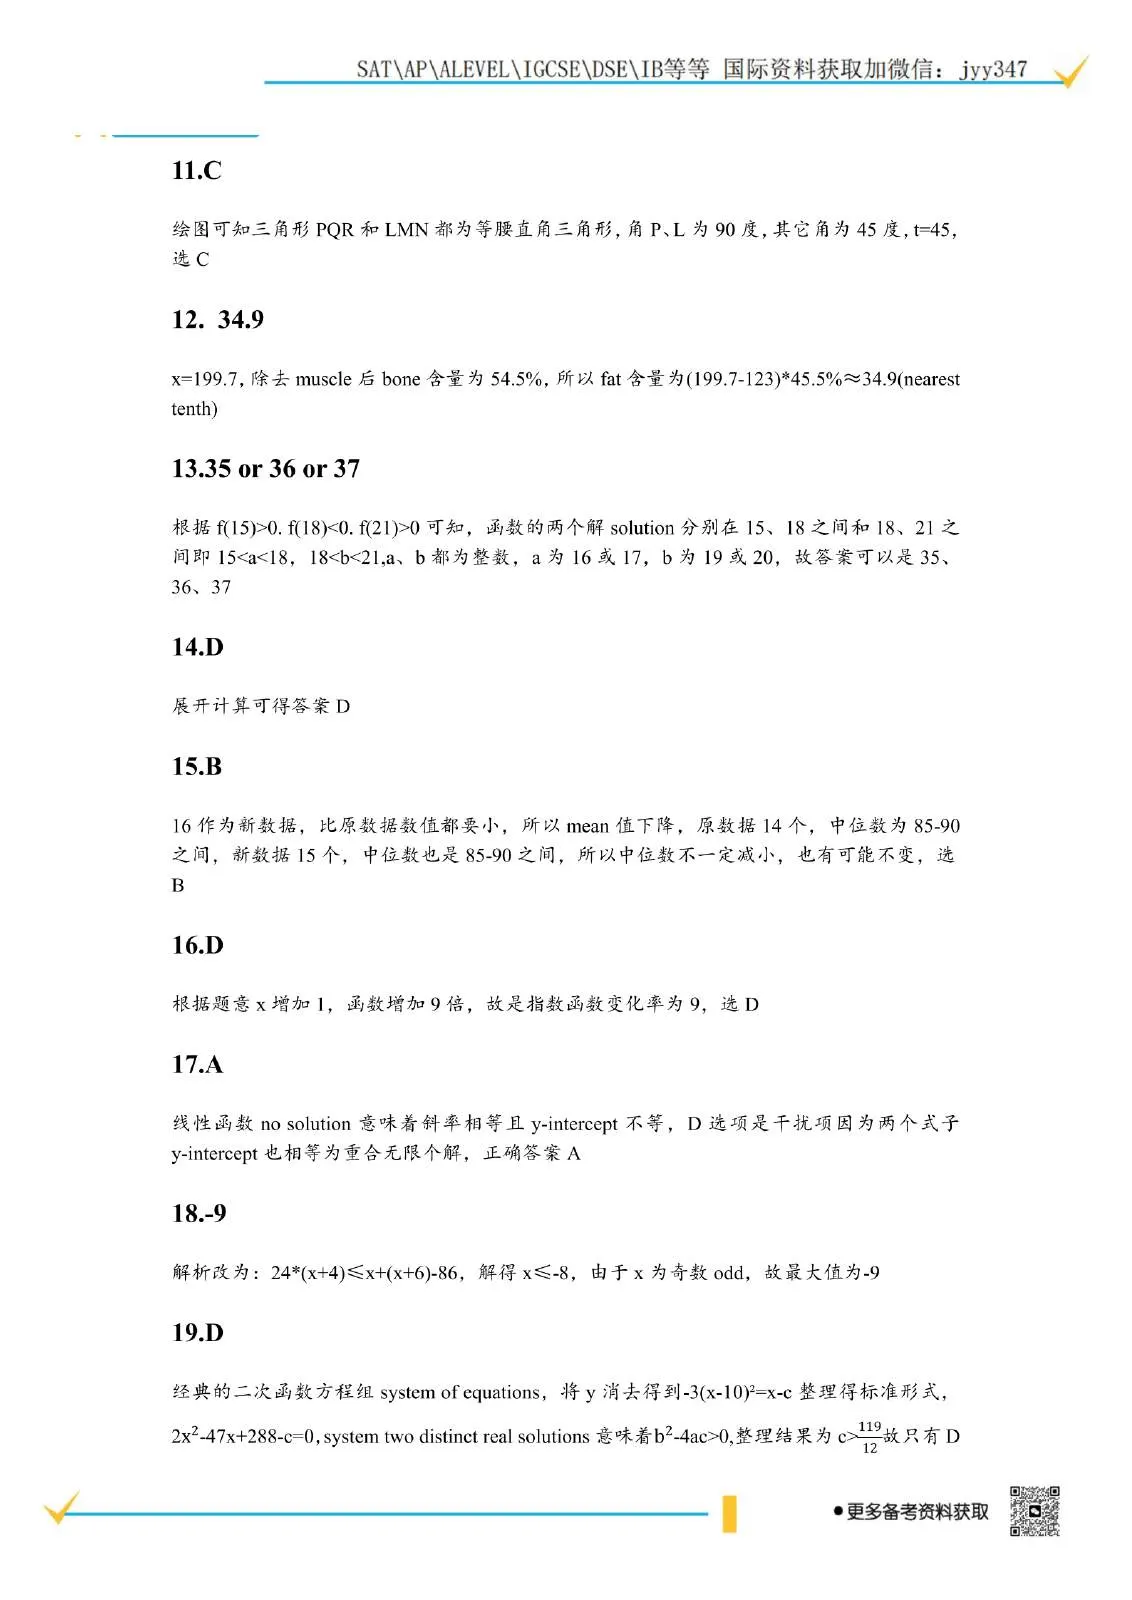 SAT\AP\ALEVEL\IGCSE\DSE\IB等等 国际资料获取加微信：jyy347
11.C
绘图可知三角形 PQR 和 LMN 都为等腰直角三角形，角 P、L 为 90 度，其它角为 45 度，t=45，
选 C
12. 34.9
x=199.7，除去 muscle 后 bone 含量为 54.5%，所以 fat 含量为(199.7-123)*45.5%≈34.9(nearest
tenth)
13.35 or 36 or 37
根据 f(15)>0. f(18)<0. f(21)>0 可知，函数的两个解 solution 分别在 15、18 之间和 18、21 之
间即 15<a<18，18<b<21,a、b 都为整数，a 为 16 或 17，b 为 19 或 20，故答案可以是 35、
36、37
14.D
展开计算可得答案 D
15.B
16 作为新数据，比原数据数值都要小，所以 mean 值下降，原数据 14 个，中位数为 85-90
之间，新数据 15 个，中位数也是 85-90 之间，所以中位数不一定减小，也有可能不变，选
B
16.D
根据题意 x 增加 1，函数增加 9 倍，故是指数函数变化率为 9，选 D
17.A
线性函数 no solution 意味着斜率相等且 y-intercept 不等，D 选项是干扰项因为两个式子
y-intercept 也相等为重合无限个解，正确答案 A
18.-9
解析改为：24*(x+4)≤x+(x+6)-86，解得 x≤-8，由于 x 为奇数 odd，故最大值为-9
19.D
经典的二次函数方程组 system of equations，将 y 消去得到-3(x-10)²=x-c 整理得标准形式，
2x²-47x+288-c=0, system two distinct real solutions 意味着b²-4ac>0,整理结果为 c>119/12故只有 D
●更多备考资料获取